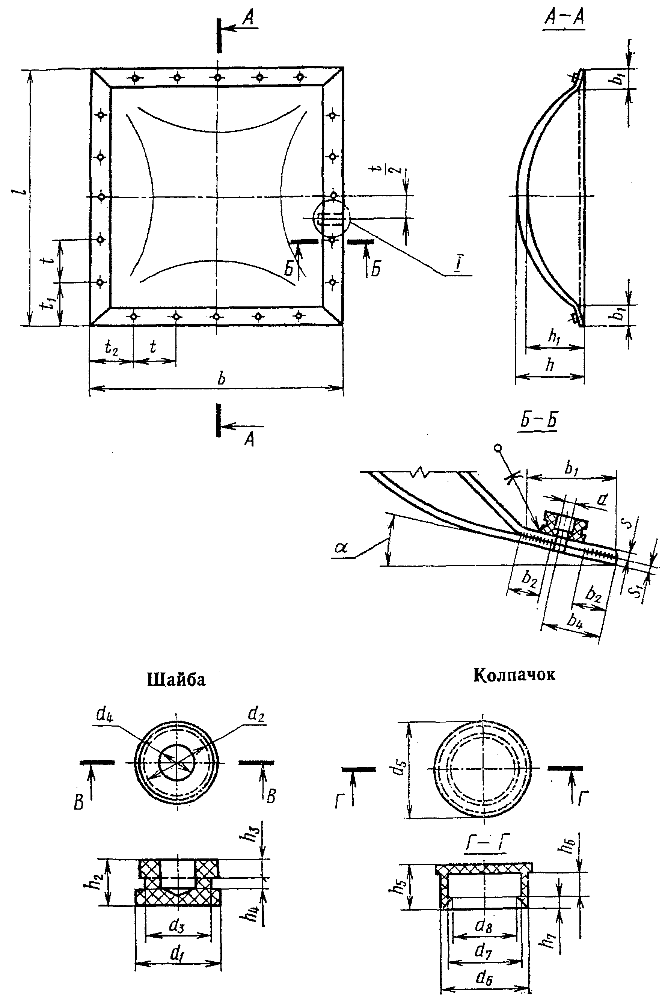 А
А–А
b₁
l
t/2
I
Б
Б
t
t₁
t₂
t
b
b₁
h₁
h
А
Б–Б
b₁
d
s
α
b₂
b₂
s₁
b₄
Шайба
Колпачок
d₄
d₂
d₅
В
В
Г
Г
h₃
Г–Г
h₆
h₂
h₅
h₄
d₃
d₈
h₇
d₁
d₇
d₆